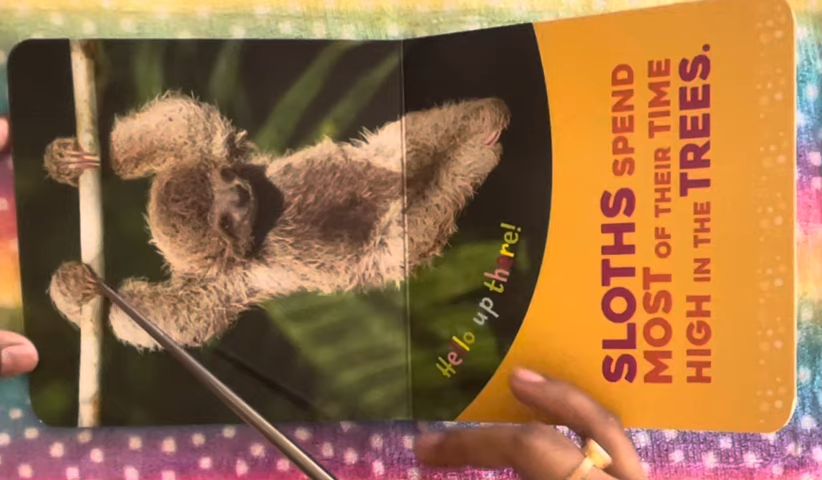 Hello up there!
SLOTHS SPEND
MOST OF THEIR TIME
HIGH IN THE TREES.